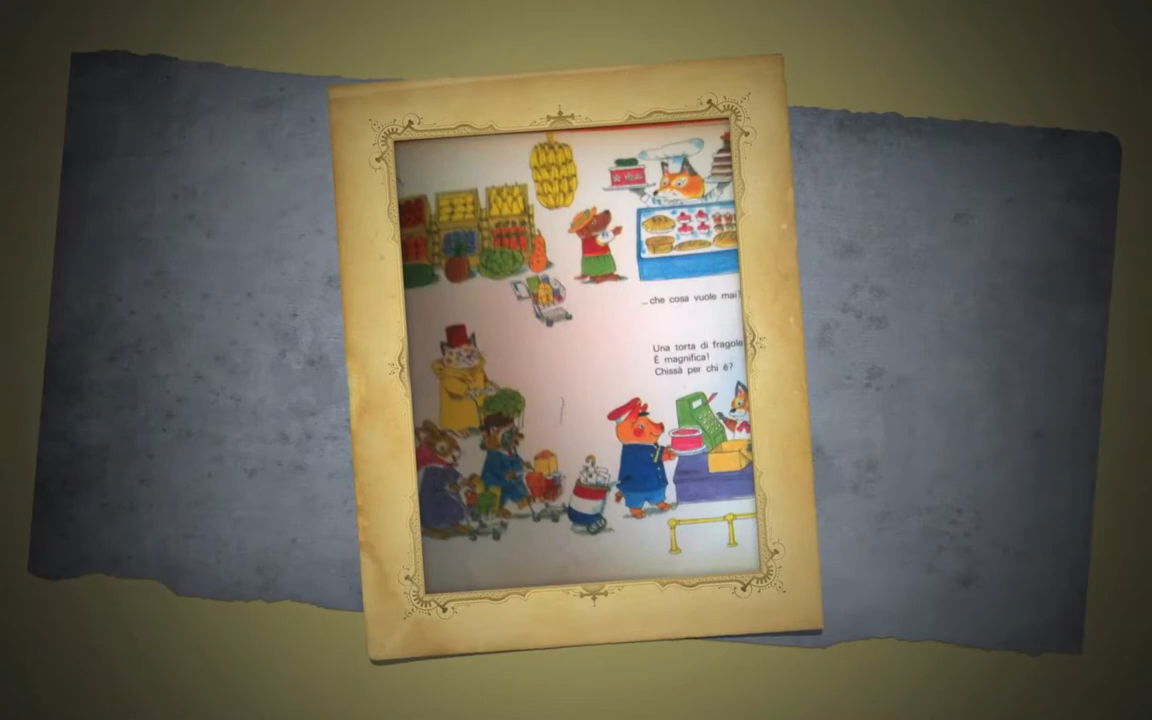 ...che cosa vuole mai?
Una torta di fragole
È magnifica!
Chissà per chi è?